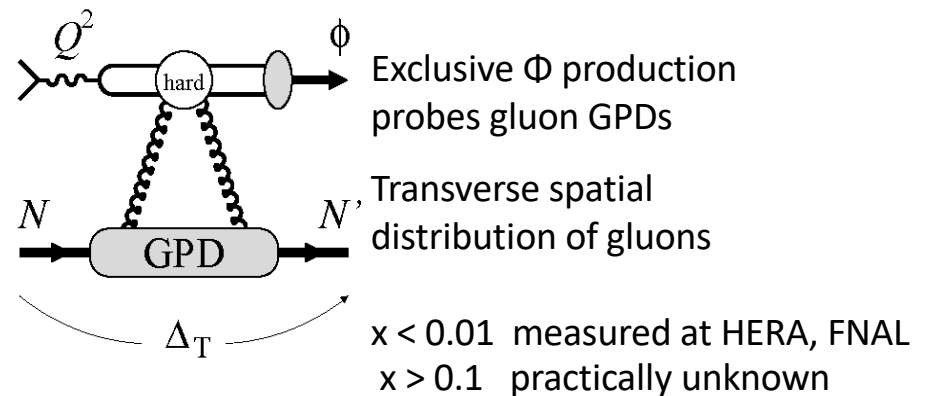 Q²
ϕ
hard
Exclusive Φ production
probes gluon GPDs
Transverse spatial
distribution of gluons
N
N’
GPD
Δ_T
x < 0.01 measured at HERA, FNAL
x > 0.1 practically unknown